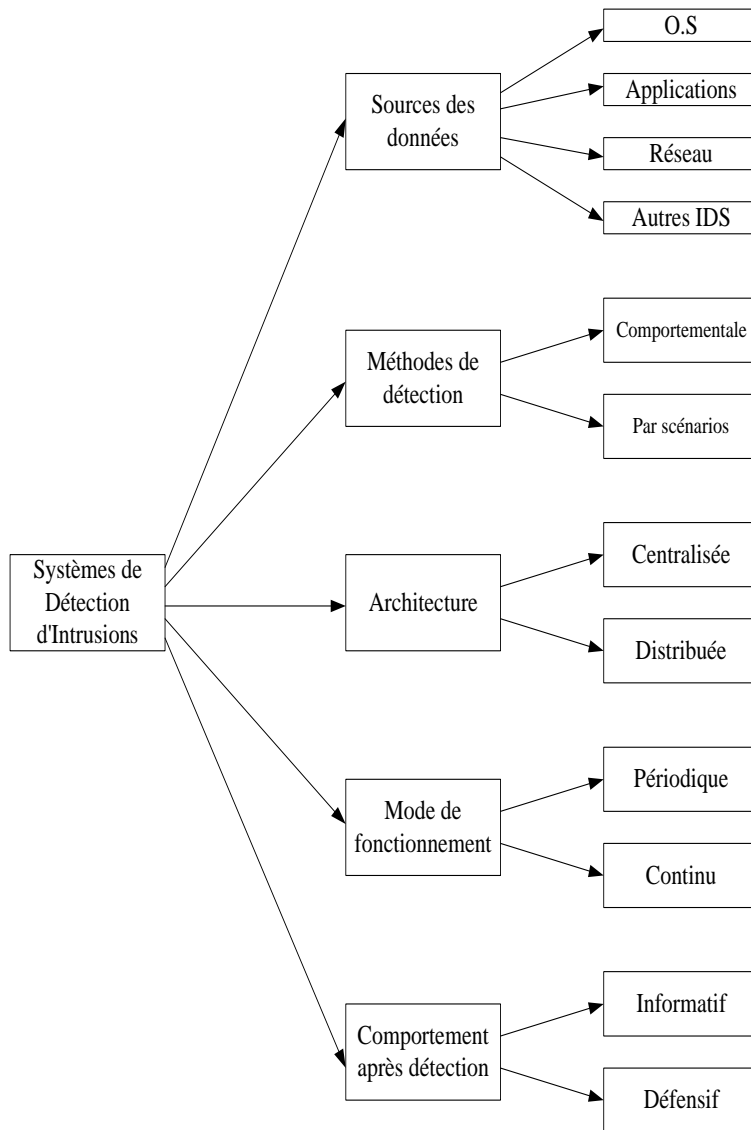 O.S
Applications
Réseau
Autres IDS
Sources des
données
Comportementale
Par scénarios
Méthodes de
détection
Systèmes de
Détection
d'Intrusions
Centralisée
Distribuée
Architecture
Périodique
Continu
Mode de
fonctionnement
Informatif
Défensif
Comportement
après détection